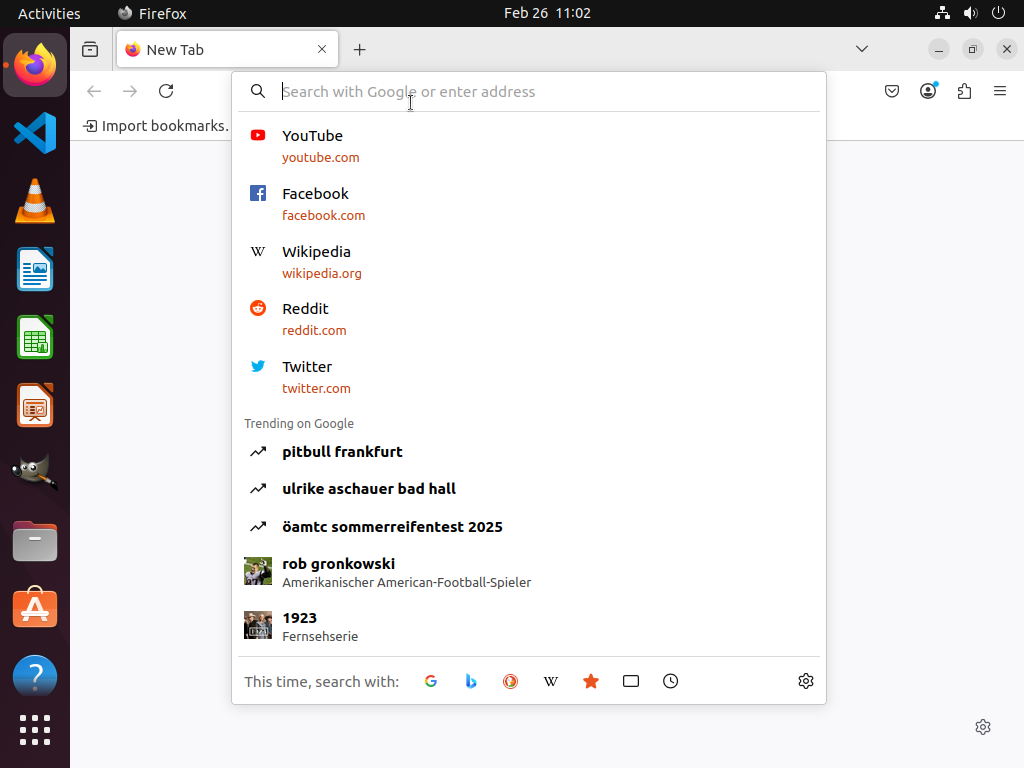 Activities
Firefox
Feb 26 11:02
New Tab
Search with Google or enter address
Import bookmarks.
YouTube
youtube.com
Facebook
facebook.com
W
Wikipedia
wikipedia.org
Reddit
reddit.com
Twitter
twitter.com
Trending on Google
pitbull frankfurt
ulrike aschauer bad hall
öamtc sommerreifentest 2025
rob gronkowski
Amerikanischer American-Football-Spieler
1923
Fernsehserie
This time, search with:
G
W